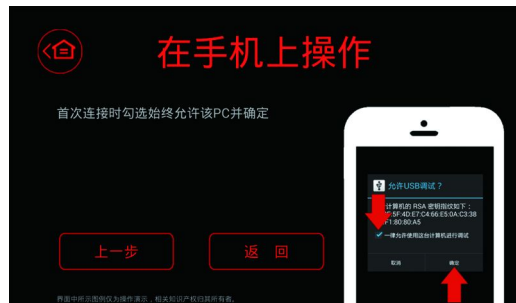 在手机上操作
首次连接时勾选始终允许该PC并确定
允许USB调试？
计算机的 RSA 密钥指纹如下：
5F:4D:E7:C4:66:E5:0A:C3:38
F1:80:80:A5
一律允许使用这台计算机进行调试
取消
确定
上一步
返 回
界面中所示图例仅为操作演示，相关知识产权归其所有者。